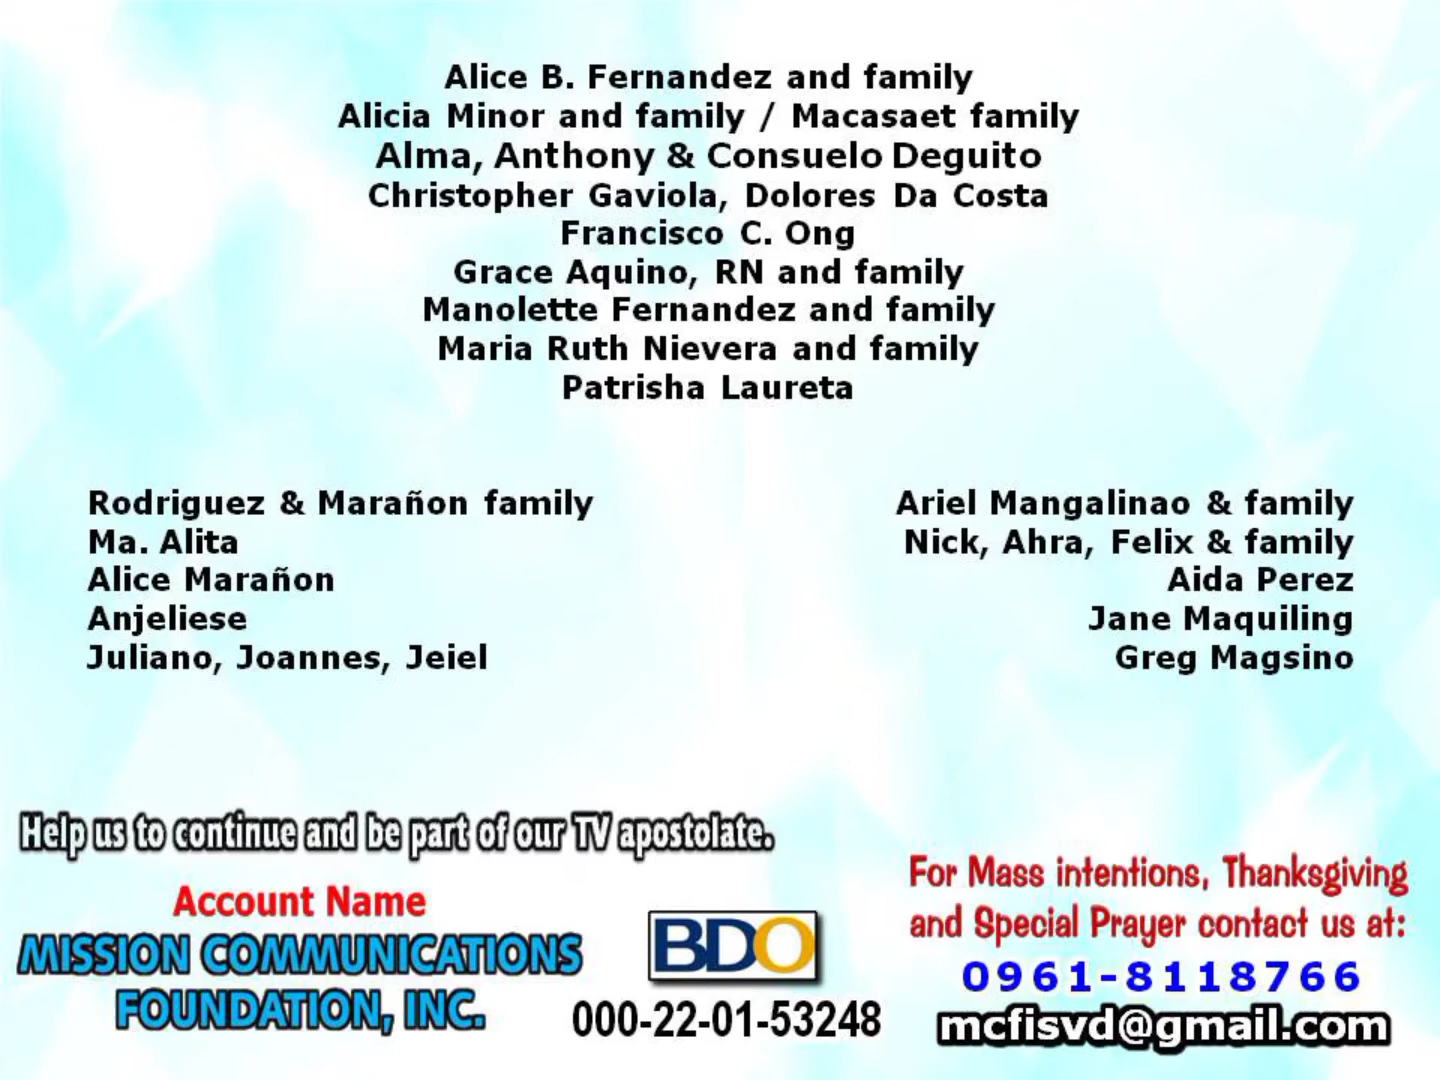 Alice B. Fernandez and family
Alicia Minor and family / Macasaet family
Alma, Anthony & Consuelo Deguito
Christopher Gaviola, Dolores Da Costa
Francisco C. Ong
Grace Aquino, RN and family
Manolette Fernandez and family
Maria Ruth Nievera and family
Patrisha Laureta
Rodriguez & Marañon family
Ma. Alita
Alice Marañon
Anjeliese
Juliano, Joannes, Jeiel
Ariel Mangalinao & family
Nick, Ahra, Felix & family
Aida Perez
Jane Maquiling
Greg Magsino
Help us to continue and be part of our TV apostolate.
Account Name
MISSION COMMUNICATIONS
FOUNDATION, INC.
BDO
000-22-01-53248
For Mass intentions, Thanksgiving
and Special Prayer contact us at:
0961-8118766
mcfisvd@gmail.com